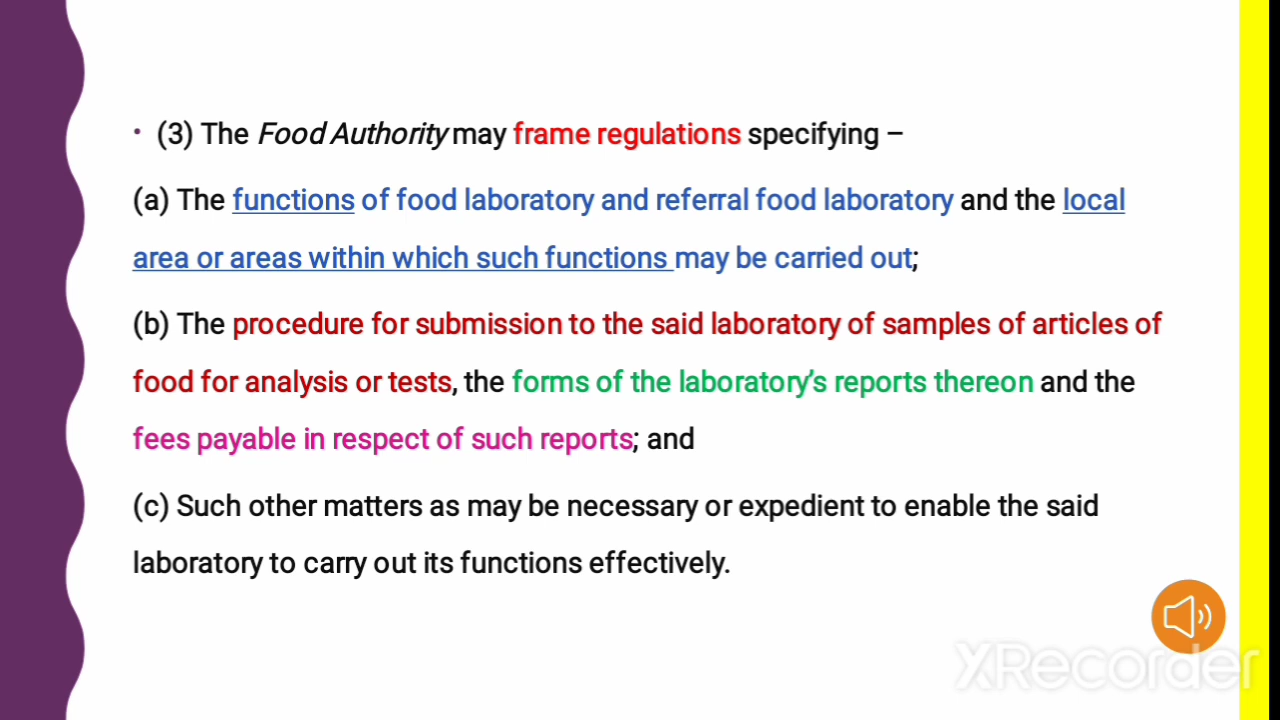 • (3) The Food Authority may frame regulations specifying –
(a) The functions of food laboratory and referral food laboratory and the local
area or areas within which such functions may be carried out;
(b) The procedure for submission to the said laboratory of samples of articles of
food for analysis or tests, the forms of the laboratory’s reports thereon and the
fees payable in respect of such reports; and
(c) Such other matters as may be necessary or expedient to enable the said
laboratory to carry out its functions effectively.
XRecorder